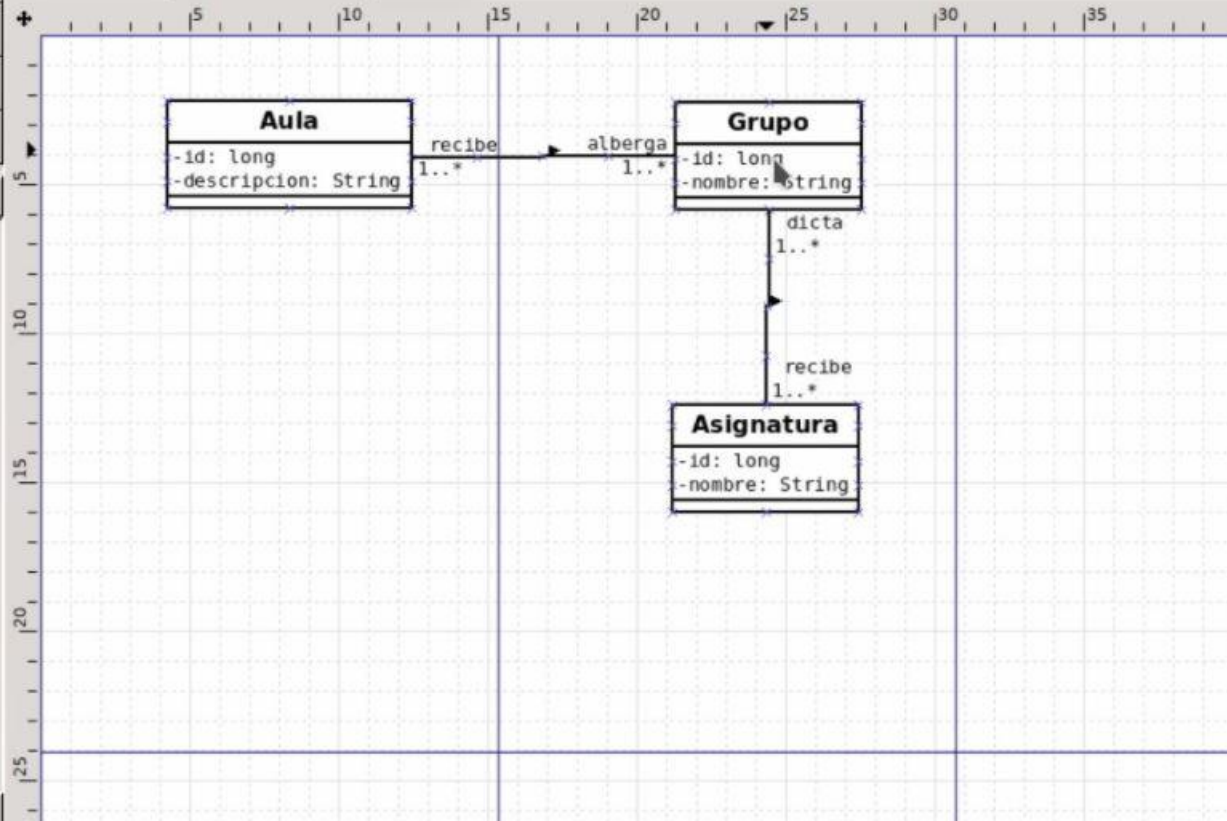 5 10 15 20 25 30 35
Aula
-id: long
-descripcion: String
recibe
1..*
alberga
1..*
Grupo
-id: long
-nombre: String
dicta
1..*
recibe
1..*
Asignatura
-id: long
-nombre: String
5
10
15
20
25